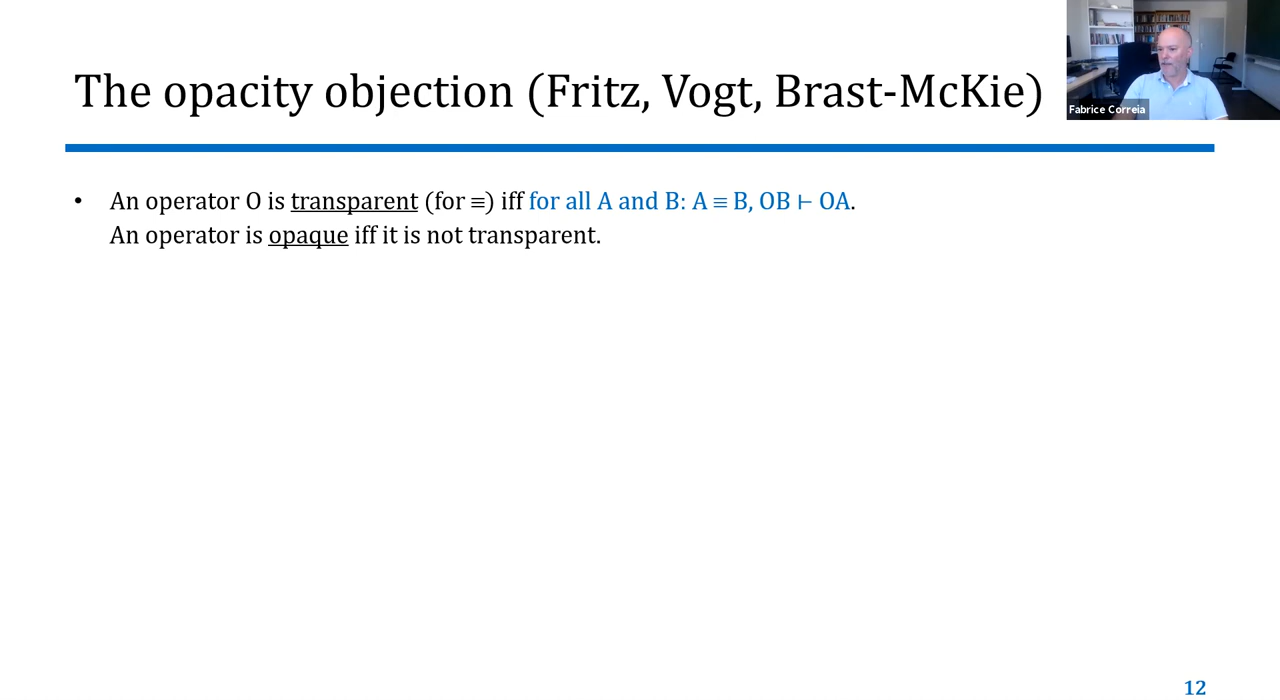 The opacity objection (Fritz, Vogt, Brast-McKie)
Fabrice Correia
• An operator O is transparent (for ≡) iff for all A and B: A ≡ B, OB ⊢ OA.
An operator is opaque iff it is not transparent.
12